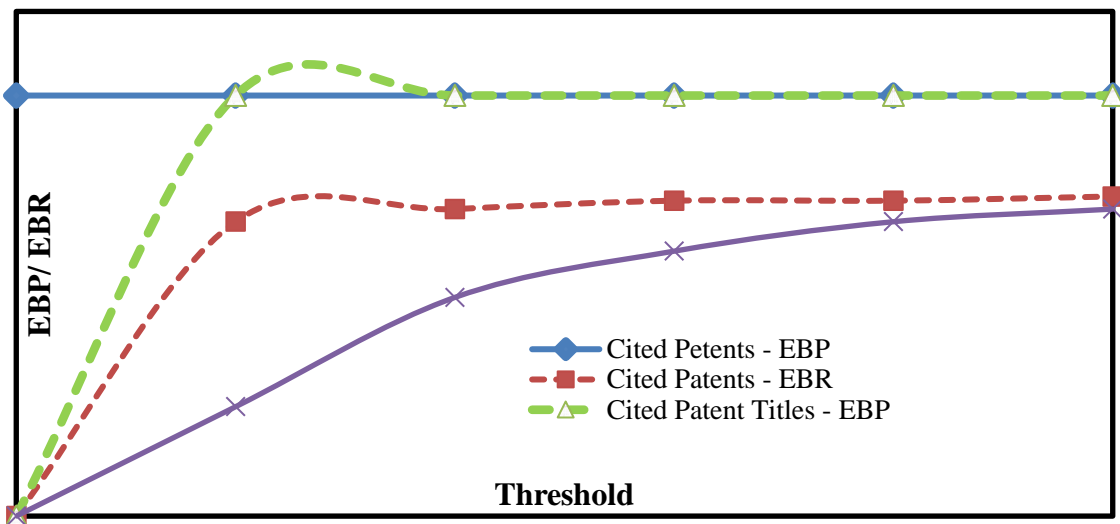 EBP/ EBR
Cited Petents - EBP
Cited Patents - EBR
Cited Patent Titles - EBP
Threshold